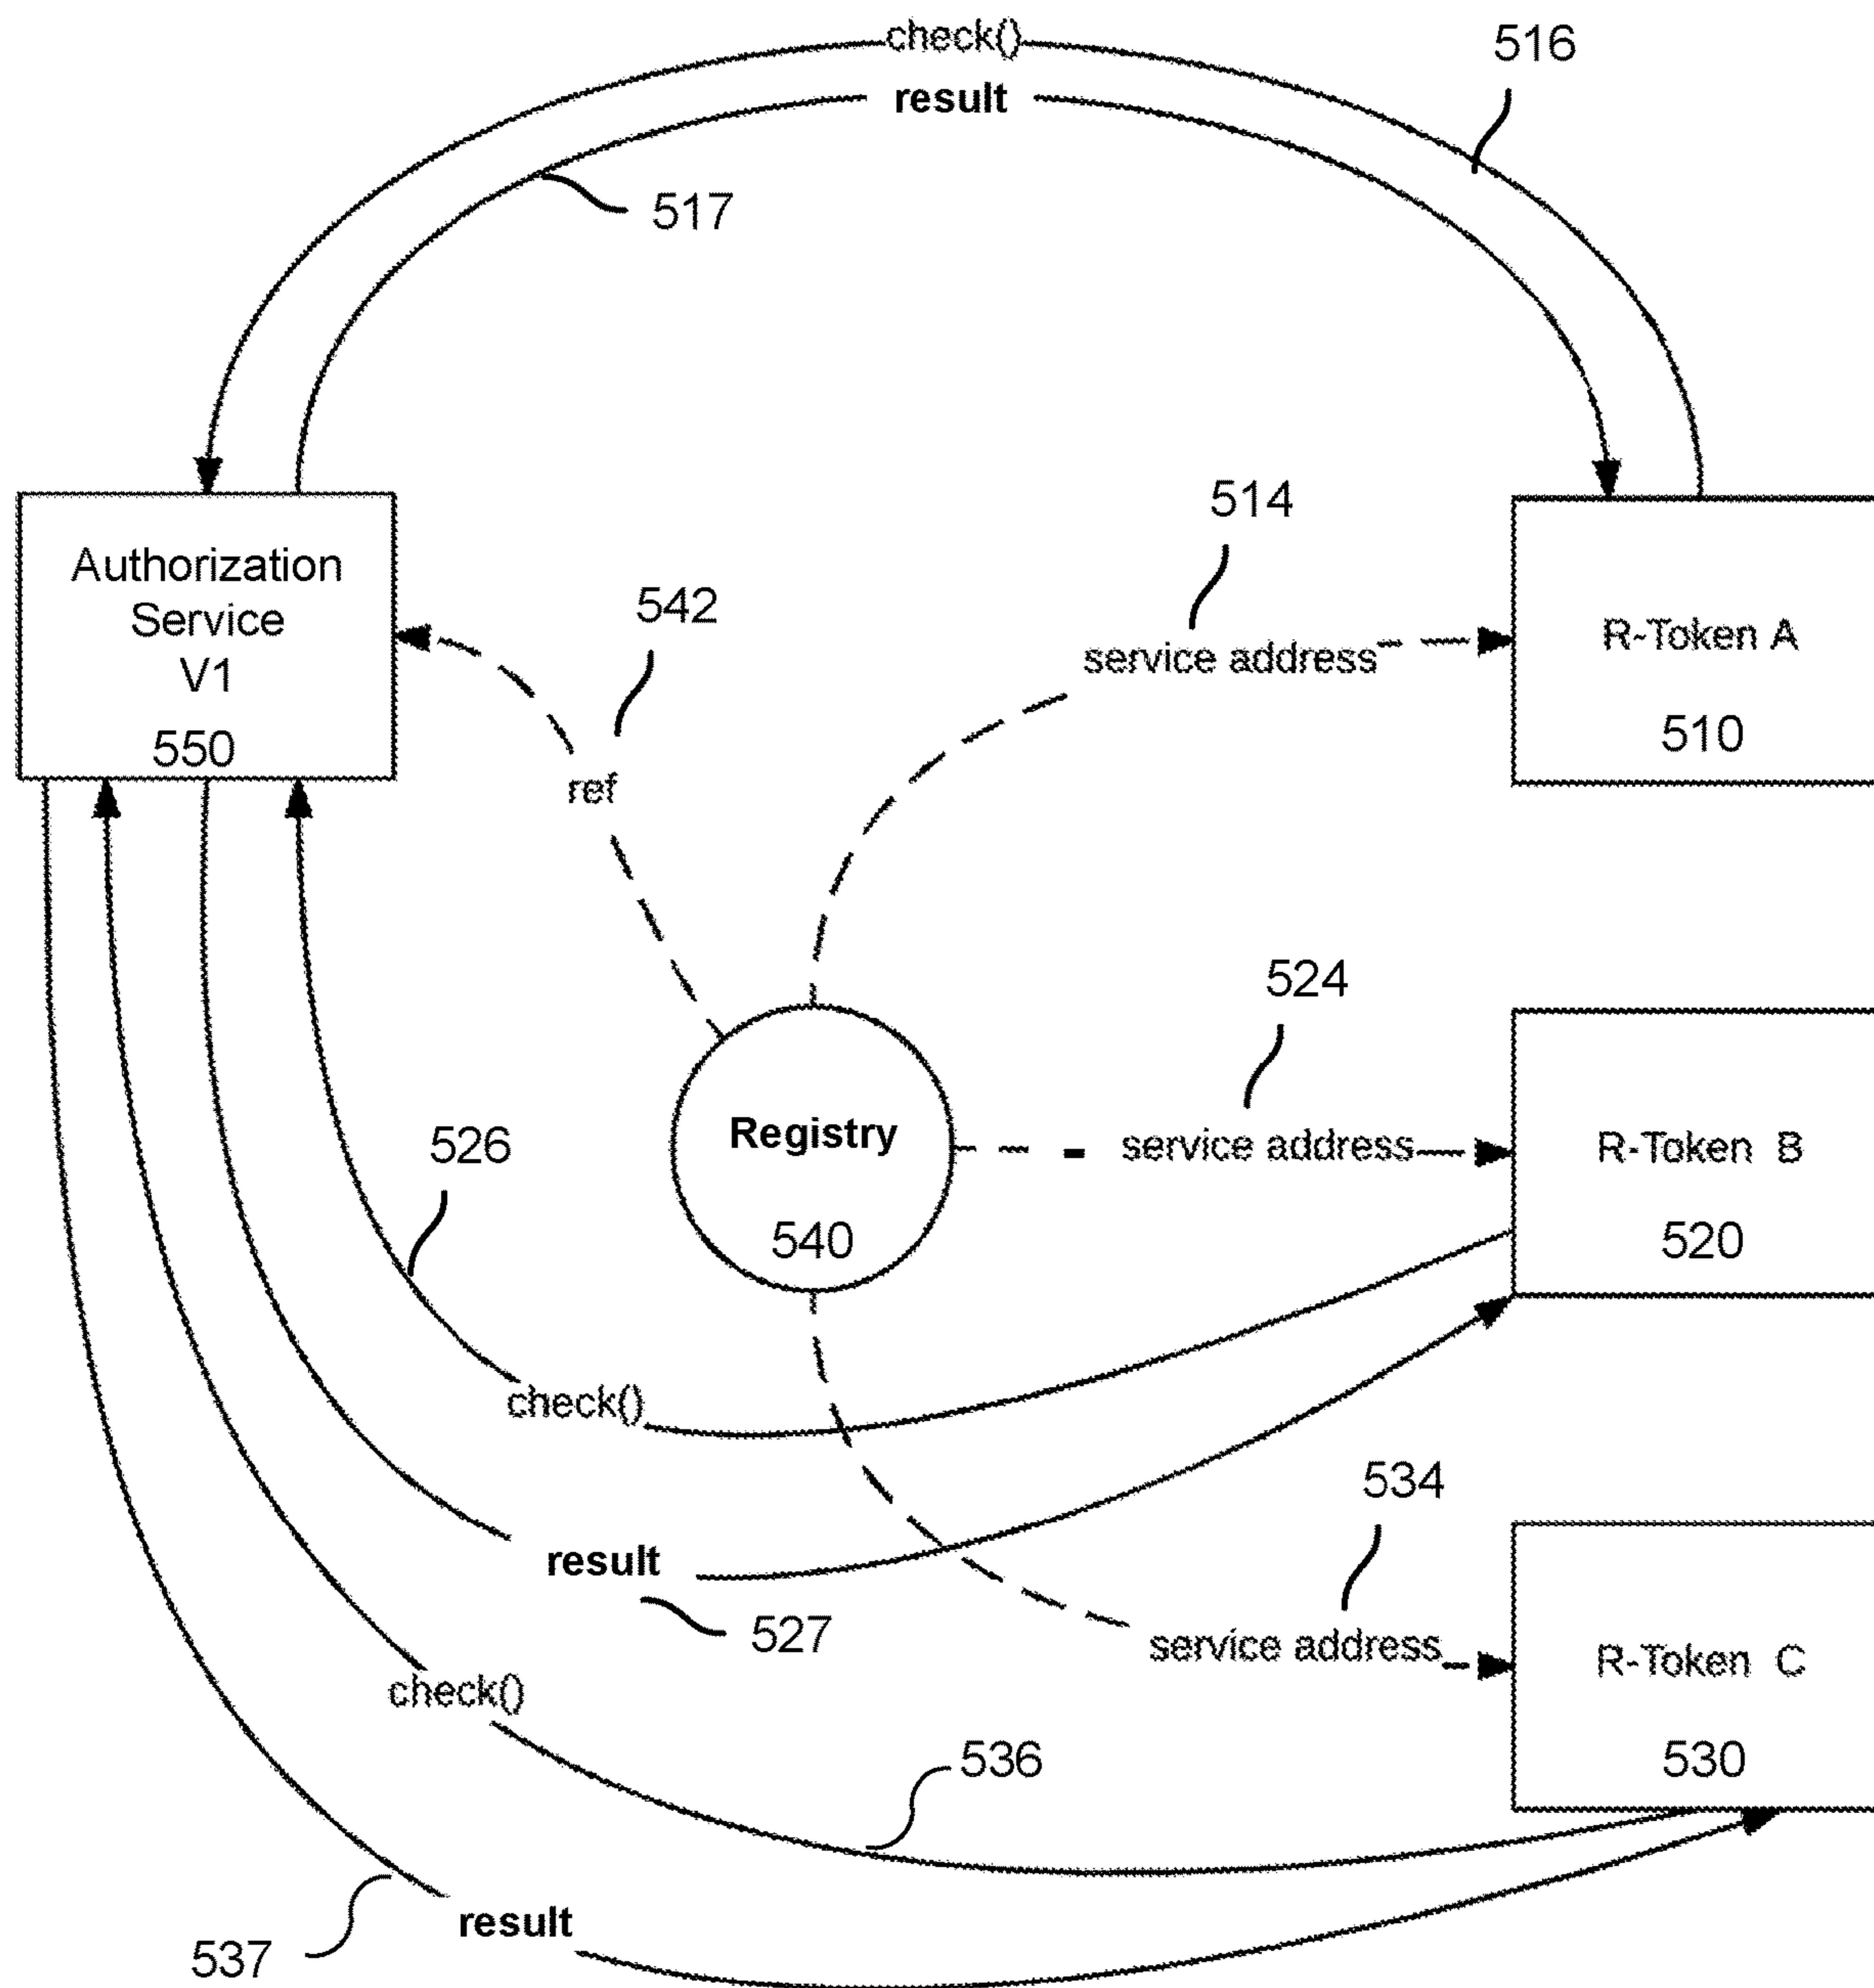 check()
516
result
517
514
Authorization
Service
V1
550
542
service address
R-Token A
510
ref
524
Registry
540
service address
R-Token B
520
526
check()
534
result
527
service address
R-Token C
530
check()
536
result
537